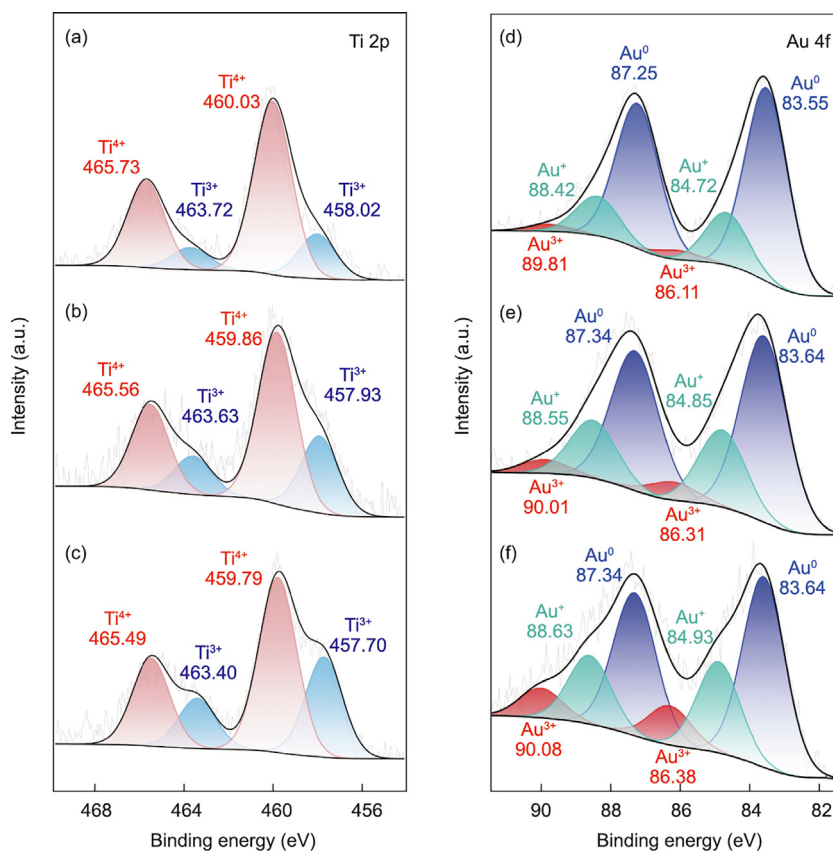 (a)
Ti 2p
Ti⁴⁺
460.03
Ti⁴⁺
465.73
Ti³⁺
463.72
Ti³⁺
458.02
(b)
Ti⁴⁺
459.86
Ti⁴⁺
465.56
Ti³⁺
463.63
Ti³⁺
457.93
(c)
Ti⁴⁺
459.79
Ti⁴⁺
465.49
Ti³⁺
463.40
Ti³⁺
457.70
468
464
460
456
Binding energy (eV)
Intensity (a.u.)
(d)
Au 4f
Au⁰
87.25
Au⁰
83.55
Au⁺
88.42
Au⁺
84.72
Au³⁺
89.81
Au³⁺
86.11
(e)
Au⁰
87.34
Au⁰
83.64
Au⁺
88.55
Au⁺
84.85
Au³⁺
90.01
Au³⁺
86.31
(f)
Au⁰
87.34
Au⁰
83.64
Au⁺
88.63
Au⁺
84.93
Au³⁺
90.08
Au³⁺
86.38
90
88
86
84
82
Binding energy (eV)
Intensity (a.u.)